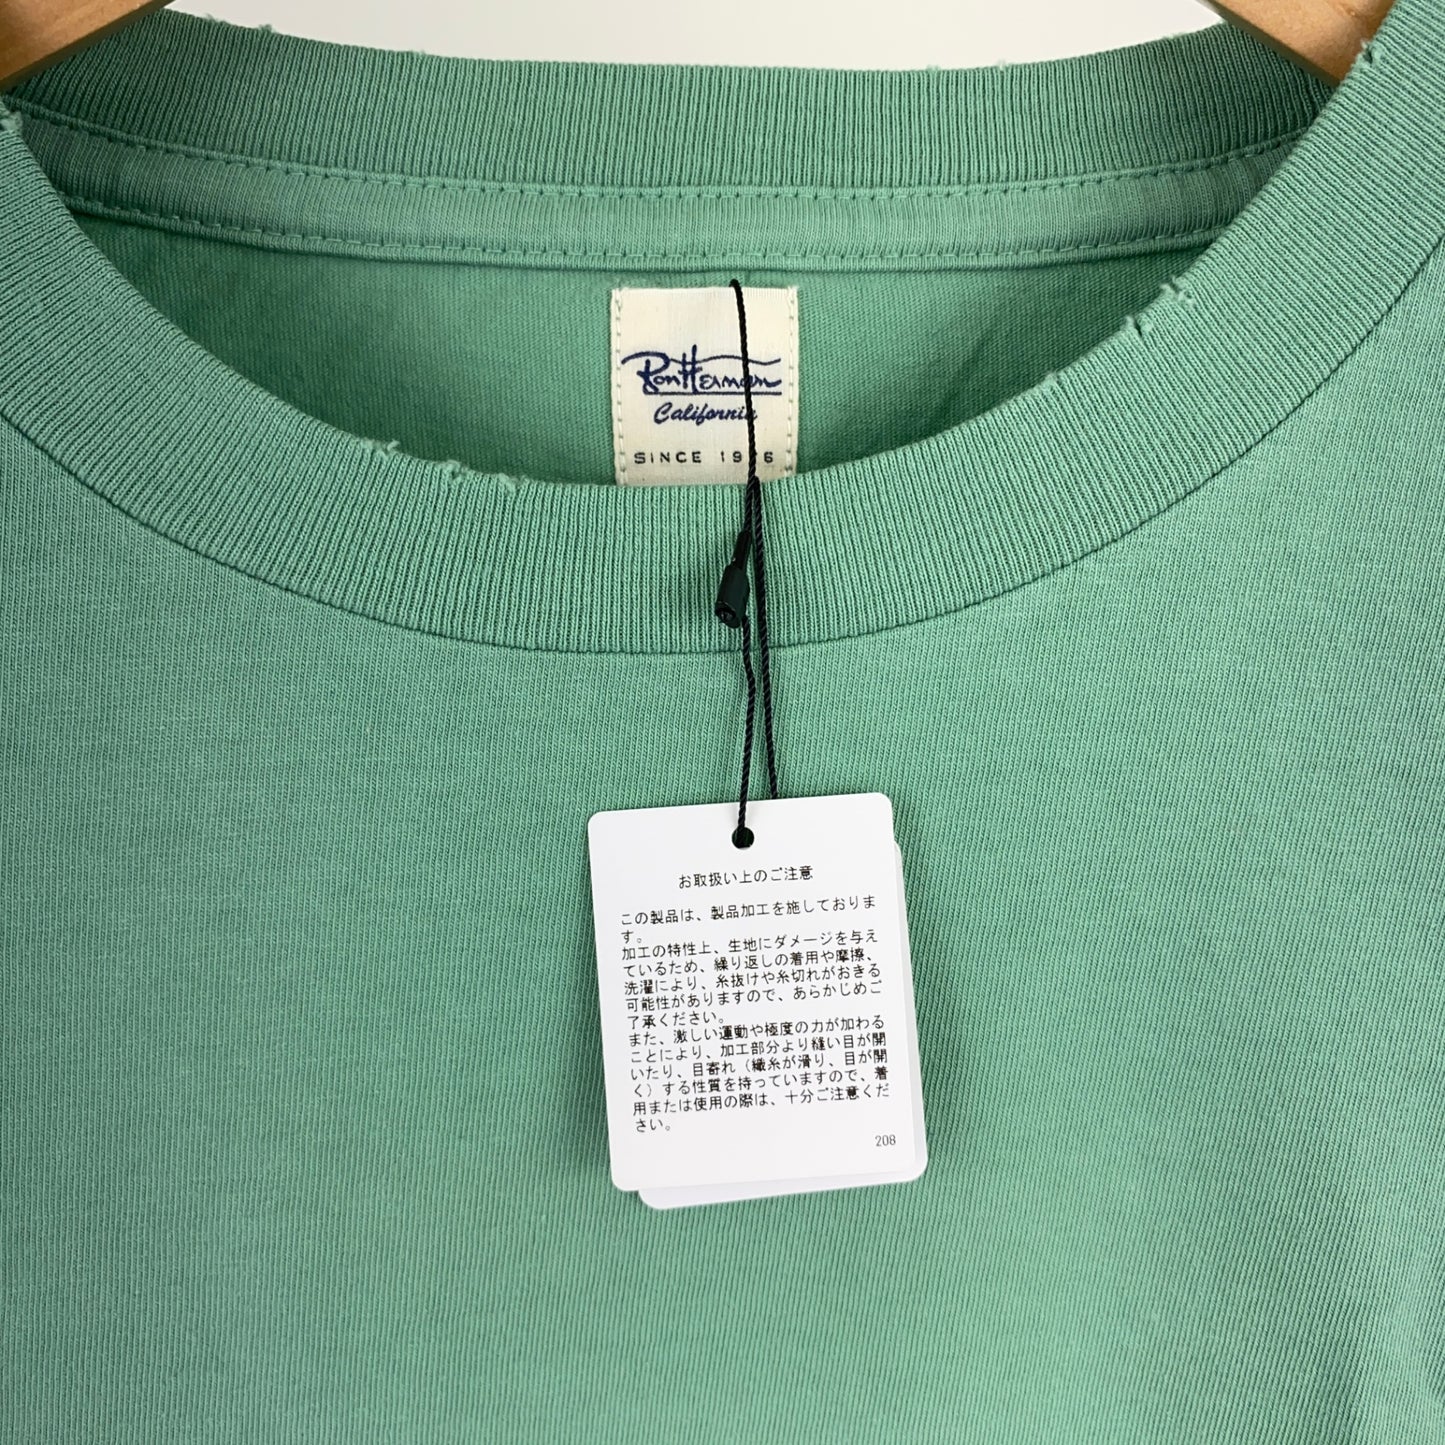 Ron Herman
California
SINCE 1976
お取扱い上のご注意
この製品は、製品加工を施しておりま
す。
加工の特性上、生地にダメージを与え
ているため、繰り返しの着用や摩擦、
洗濯により、糸抜けや糸切れがおきる
可能性がありますので、あらかじめご
了承ください。
また、激しい運動や極度の力が加わる
ことにより、加工部分より縫い目が開
いたり、目寄れ（織糸が滑り、目が開
く）する性質を持っていますので、着
用または使用の際は、十分ご注意くだ
さい。
208